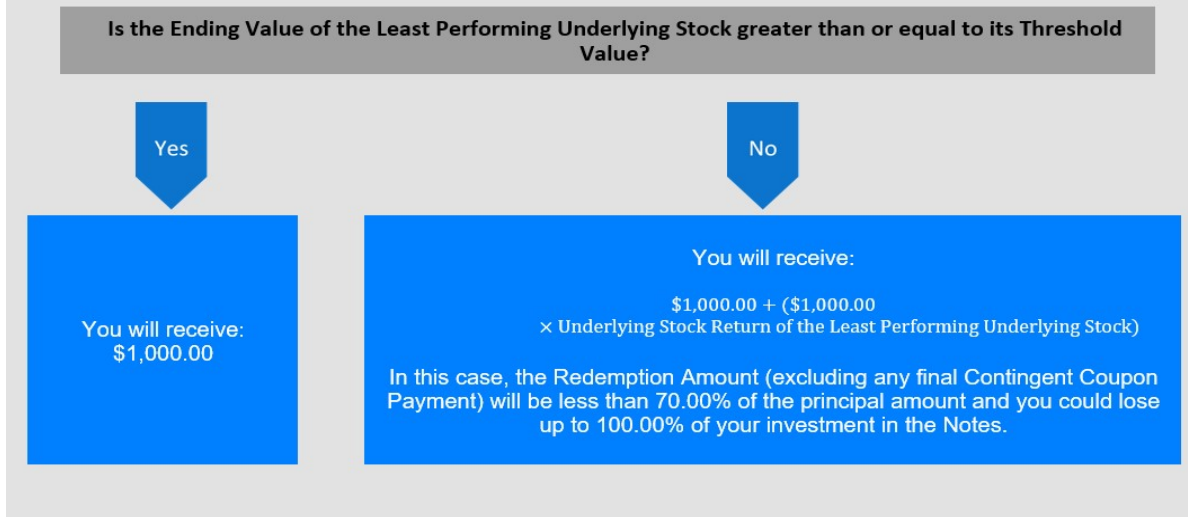 Is the Ending Value of the Least Performing Underlying Stock greater than or equal to its Threshold
Value?
Yes
No
You will receive:
$1,000.00
You will receive:
$1,000.00 + ($1,000.00
× Underlying Stock Return of the Least Performing Underlying Stock)
In this case, the Redemption Amount (excluding any final Contingent Coupon
Payment) will be less than 70.00% of the principal amount and you could lose
up to 100.00% of your investment in the Notes.